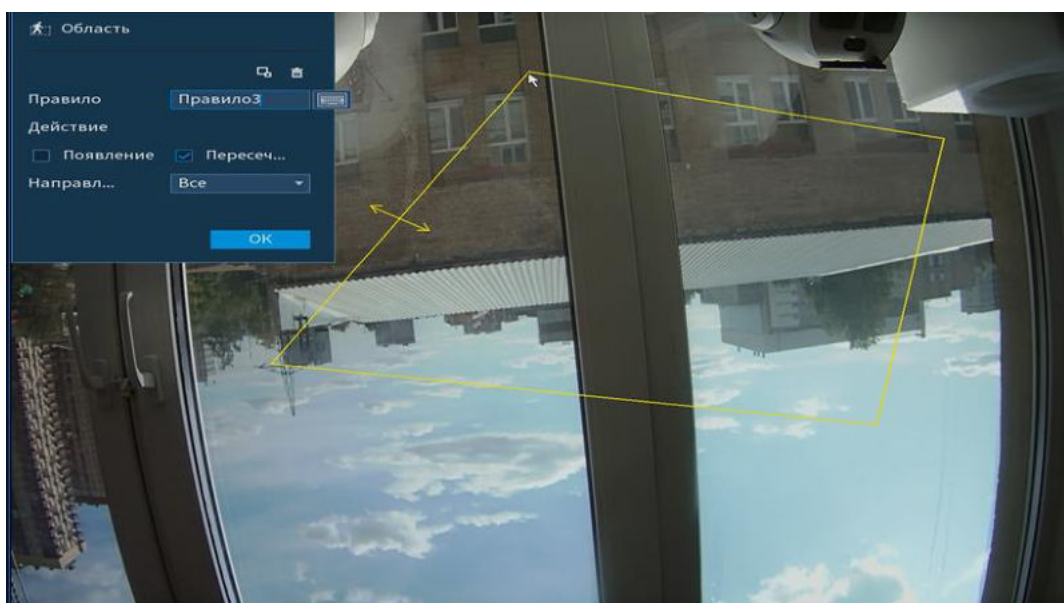 Область
Правило Правило3
Действие
Появление Пересеч...
Направл... Все
OK